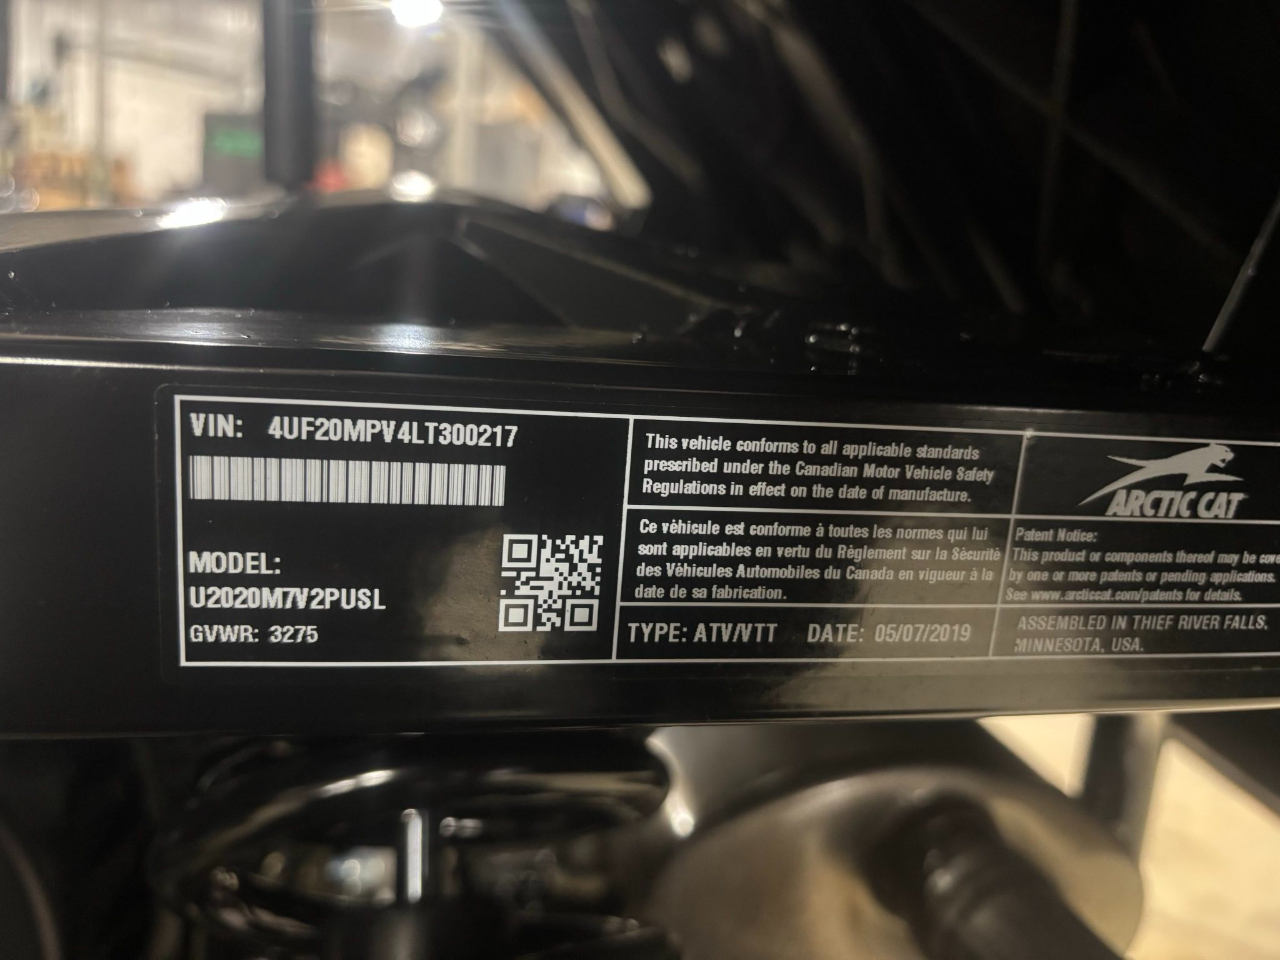 VIN: 4UF20MPV4LT300217
MODEL:
U2020M7V2PUSL
GVWR: 3275
This vehicle conforms to all applicable standards
prescribed under the Canadian Motor Vehicle Safety
Regulations in effect on the date of manufacture.
Ce véhicule est conforme à toutes les normes qui lui
sont applicables en vertu du Règlement sur la Sécurité
des Véhicules Automobiles du Canada en vigueur à la
date de sa fabrication.
TYPE: ATV/VTT DATE: 05/07/2019
ARCTIC CAT
Patent Notice:
This product or components thereof may be
by one or more patents or pending applications.
See www.arcticcat.com/patents for details.
ASSEMBLED IN THIEF RIVER FALLS,
MINNESOTA, USA.